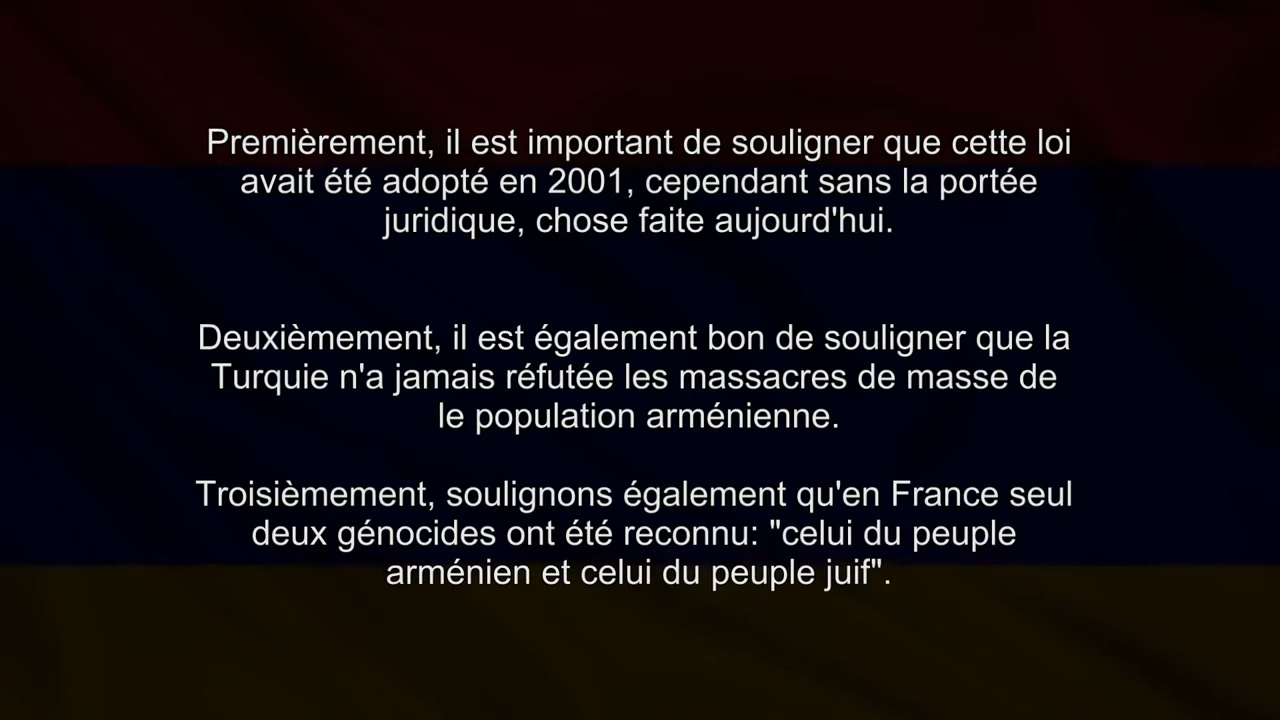 Premièrement, il est important de souligner que cette loi
avait été adopté en 2001, cependant sans la portée
juridique, chose faite aujourd'hui.
Deuxièmement, il est également bon de souligner que la
Turquie n'a jamais réfutée les massacres de masse de
le population arménienne.
Troisièmement, soulignons également qu'en France seul
deux génocides ont été reconnu: "celui du peuple
arménien et celui du peuple juif".